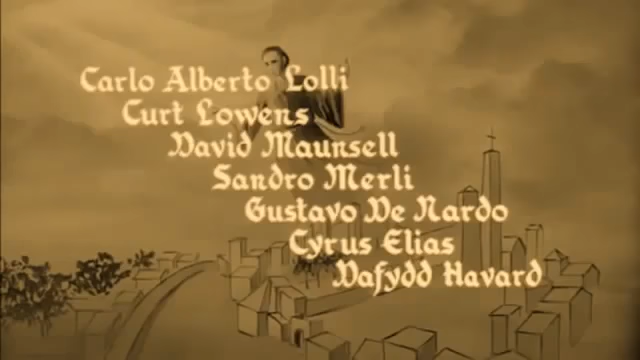 Carlo Alberto Lolli
Curt Lowens
David Maunsell
Sandro Merli
Gustavo De Nardo
Cyrus Elias
Dafydd Havard